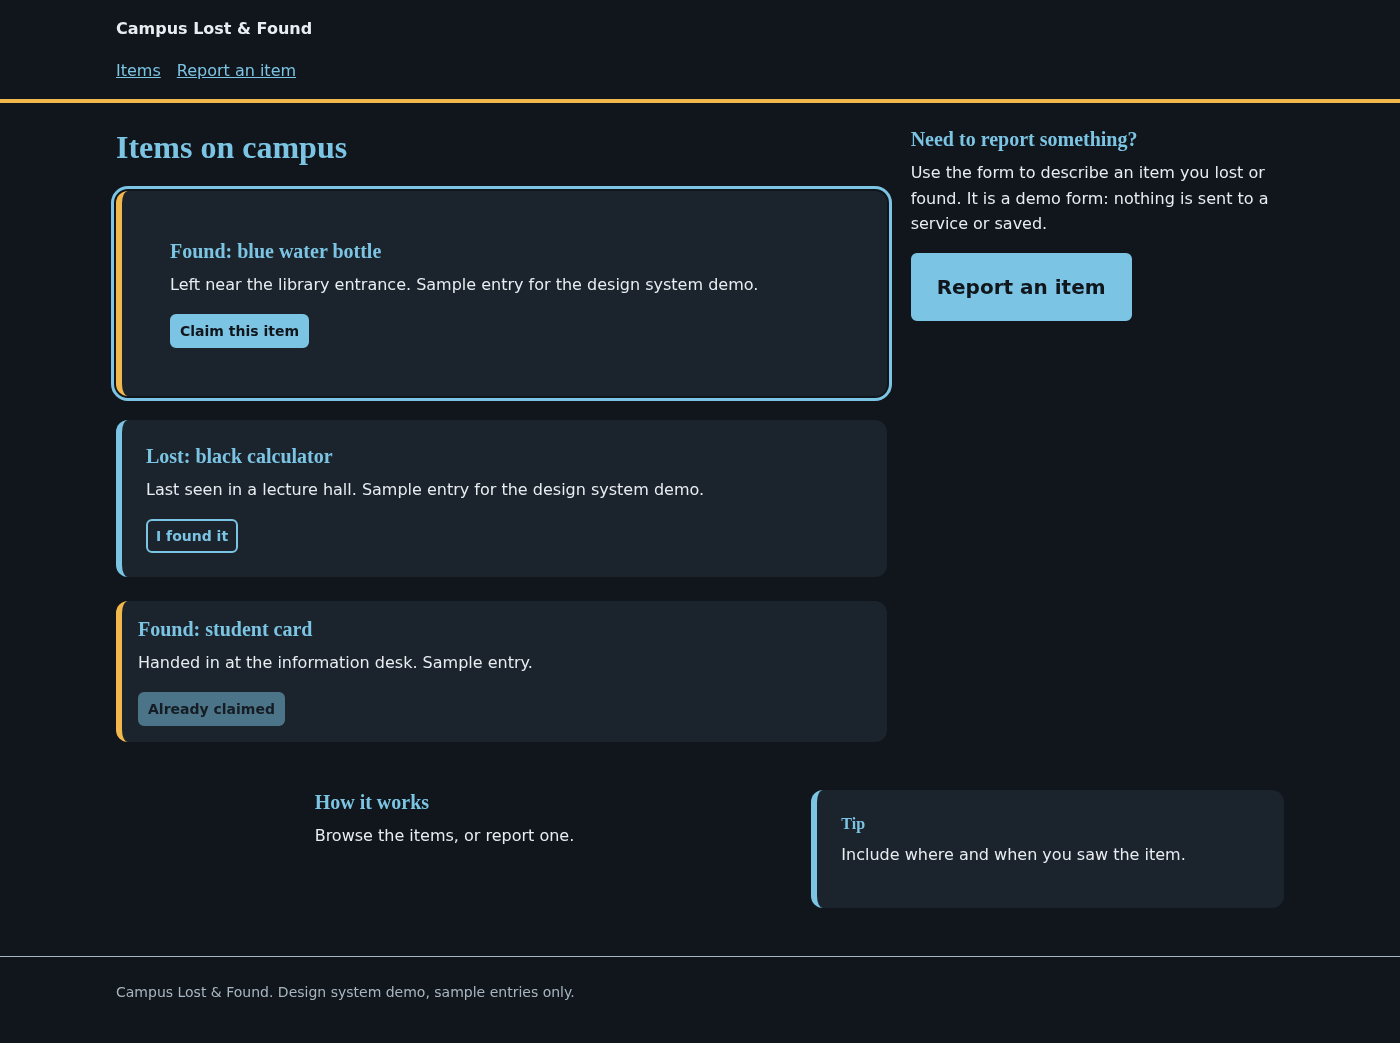 Campus Lost & Found
Items Report an item
Items on campus
Found: blue water bottle
Left near the library entrance. Sample entry for the design system demo.
Claim this item
Lost: black calculator
Last seen in a lecture hall. Sample entry for the design system demo.
I found it
Found: student card
Handed in at the information desk. Sample entry.
Already claimed
Need to report something?
Use the form to describe an item you lost or
found. It is a demo form: nothing is sent to a
service or saved.
Report an item
How it works
Browse the items, or report one.
Tip
Include where and when you saw the item.
Campus Lost & Found. Design system demo, sample entries only.